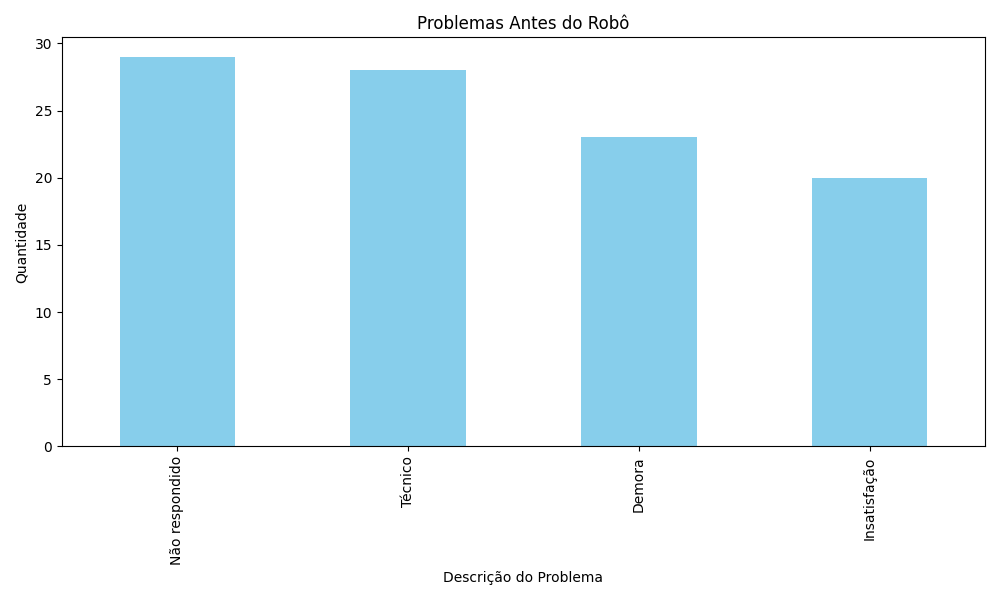 Problemas Antes do Robô
Quantidade
30
25
20
15
10
5
0
Não respondido
Técnico
Demora
Insatisfação
Descrição do Problema